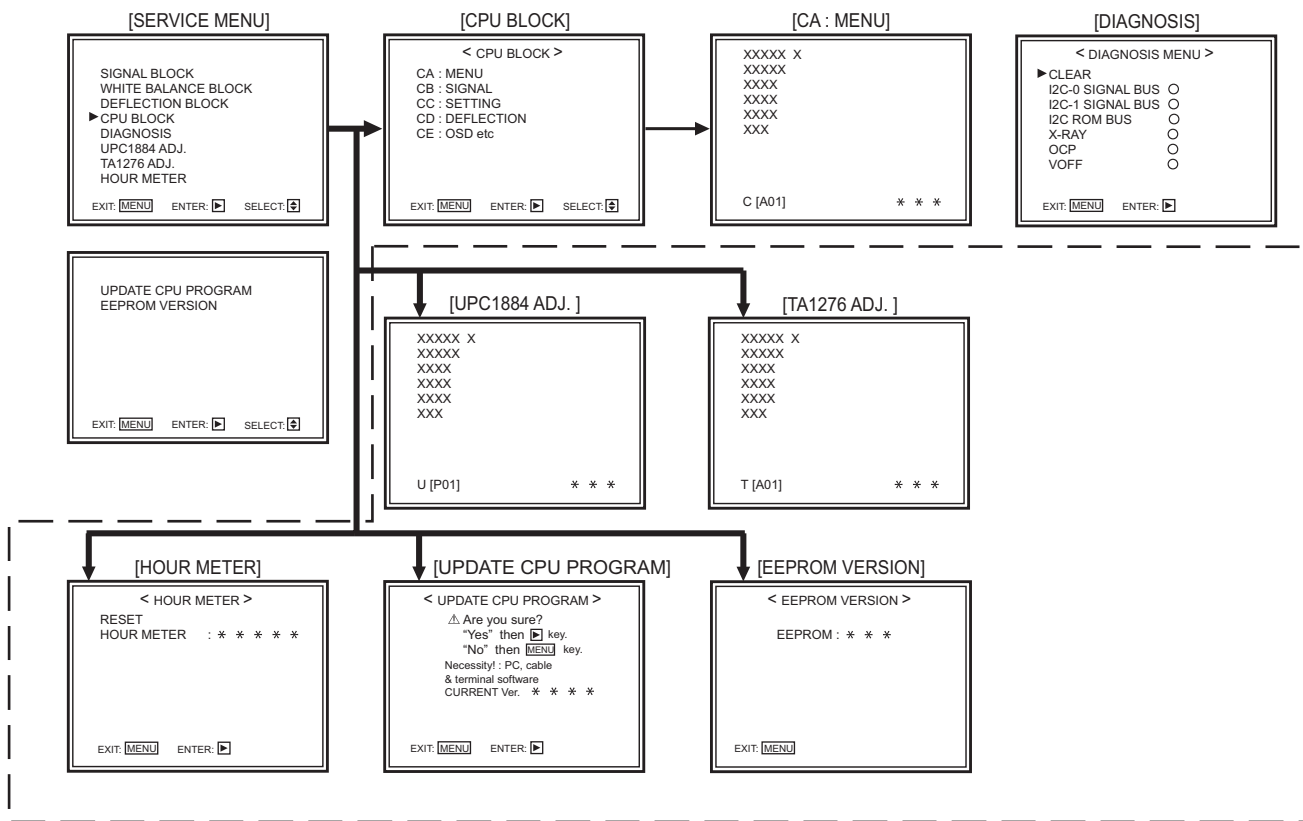 [SERVICE MENU]
SIGNAL BLOCK
WHITE BALANCE BLOCK
DEFLECTION BLOCK
▶CPU BLOCK
DIAGNOSIS
UPC1884 ADJ.
TA1276 ADJ.
HOUR METER
EXIT: MENU ENTER: ▶ SELECT:
UPDATE CPU PROGRAM
EEPROM VERSION
EXIT: MENU ENTER: ▶ SELECT:
[CPU BLOCK]
< CPU BLOCK >
CA : MENU
CB : SIGNAL
CC : SETTING
CD : DEFLECTION
CE : OSD etc
EXIT: MENU ENTER: ▶ SELECT:
[CA : MENU]
XXXXX X
XXXXX
XXXX
XXXX
XXXX
XXX
C [A01] * * *
[DIAGNOSIS]
< DIAGNOSIS MENU >
▶CLEAR
I2C-0 SIGNAL BUS ○
I2C-1 SIGNAL BUS ○
I2C ROM BUS ○
X-RAY ○
OCP ○
VOFF ○
EXIT: MENU ENTER: ▶
[UPC1884 ADJ. ]
XXXXX X
XXXXX
XXXX
XXXX
XXXX
XXX
U [P01] * * *
[TA1276 ADJ. ]
XXXXX X
XXXXX
XXXX
XXXX
XXXX
XXX
T [A01] * * *
[HOUR METER]
< HOUR METER >
RESET
HOUR METER : * * * * *
EXIT: MENU ENTER: ▶
[UPDATE CPU PROGRAM]
< UPDATE CPU PROGRAM >
⚠ Are you sure?
“Yes” then ▶ key.
“No” then MENU key.
Necessity! : PC, cable
& terminal software
CURRENT Ver. * * * *
EXIT: MENU ENTER: ▶
[EEPROM VERSION]
< EEPROM VERSION >
EEPROM : * * *
EXIT: MENU